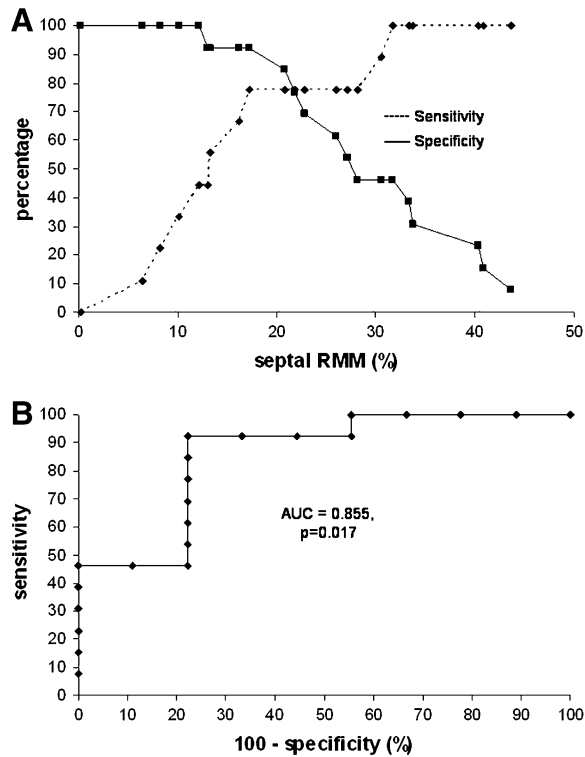 A
100
90
80
70
60
50
40
30
20
10
0
percentage
Sensitivity
Specificity
0 10 20 30 40 50
septal RMM (%)
B
100
90
80
70
60
50
40
30
20
10
0
sensitivity
AUC = 0.855,
p=0.017
0 10 20 30 40 50 60 70 80 90 100
100 - specificity (%)